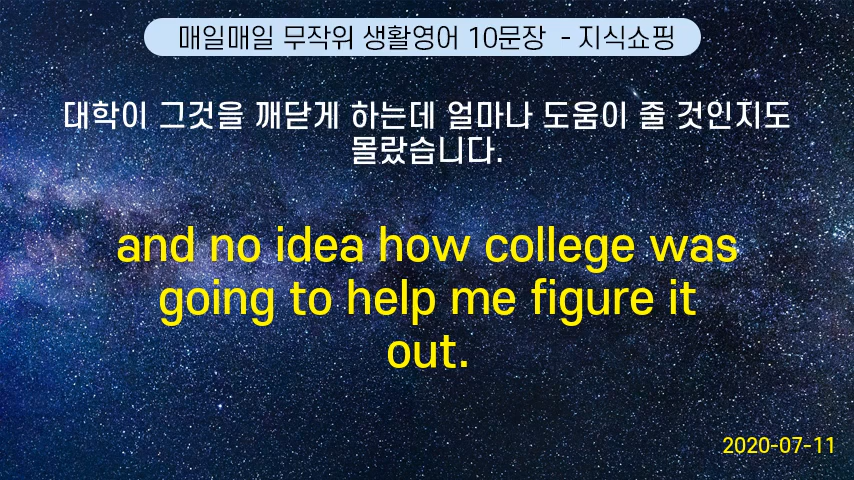 매일매일 무작위 생활영어 10문장 - 지식쇼핑
대학이 그것을 깨닫게 하는데 얼마나 도움이 줄 것인지도
몰랐습니다.
and no idea how college was
going to help me figure it
out.
2020-07-11